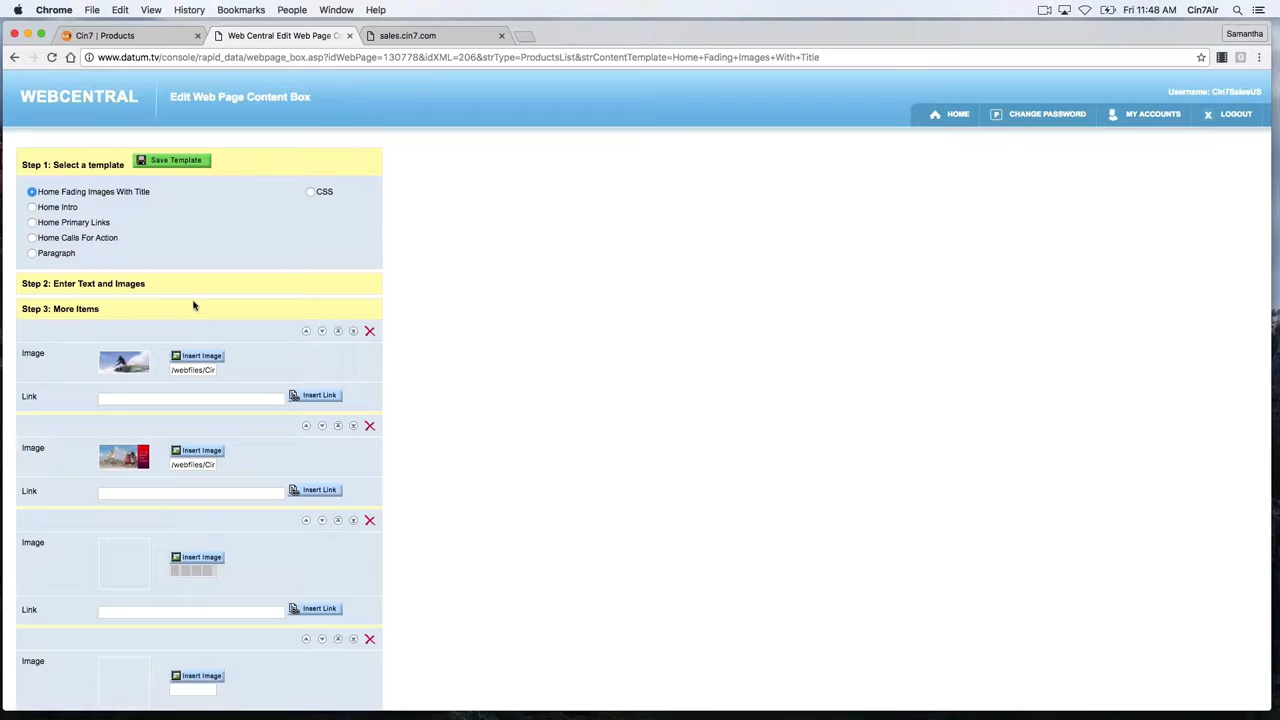 Chrome File Edit View History Bookmarks People Window Help Fri 11:48 AM Cin7Air
Cin7 | Products Web Central Edit Web Page C sales.cin7.com Samantha
www.datum.tv/console/rapid_data/webpage_box.asp?idWebPage=130778&idXML=206&strType=ProductsList&strContentTemplate=Home+Fading+Images+With+Title
WEBCENTRAL Edit Web Page Content Box Username: Cin7SalesUS
HOME P CHANGE PASSWORD MY ACCOUNTS LOGOUT
Step 1: Select a template Save Template
Home Fading Images With Title CSS
Home Intro
Home Primary Links
Home Calls For Action
Paragraph
Step 2: Enter Text and Images
Step 3: More Items
Image Insert Image
/webfiles/Cir
Link Insert Link
Image Insert Image
/webfiles/Cir
Link Insert Link
Image Insert Image
Link Insert Link
Image Insert Image